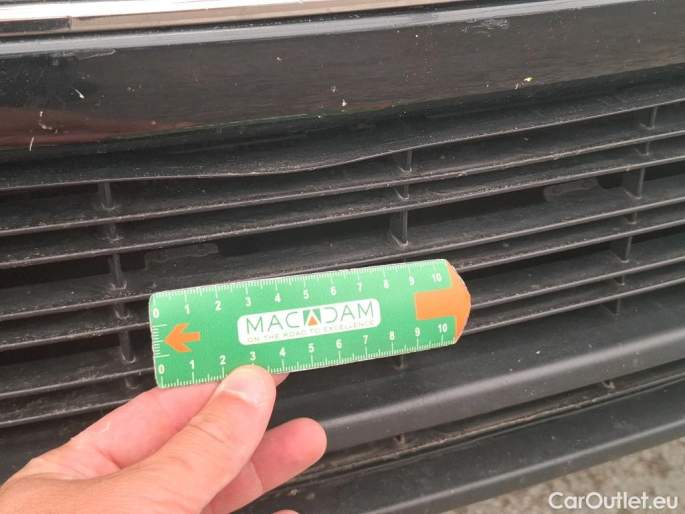 0 1 2 3 4 5 6 7 8 9 10
MACADAM
ON THE ROAD TO EXCELLENCE
0 1 2 3 4 5 6 7 8 9 10
CarOutlet.eu